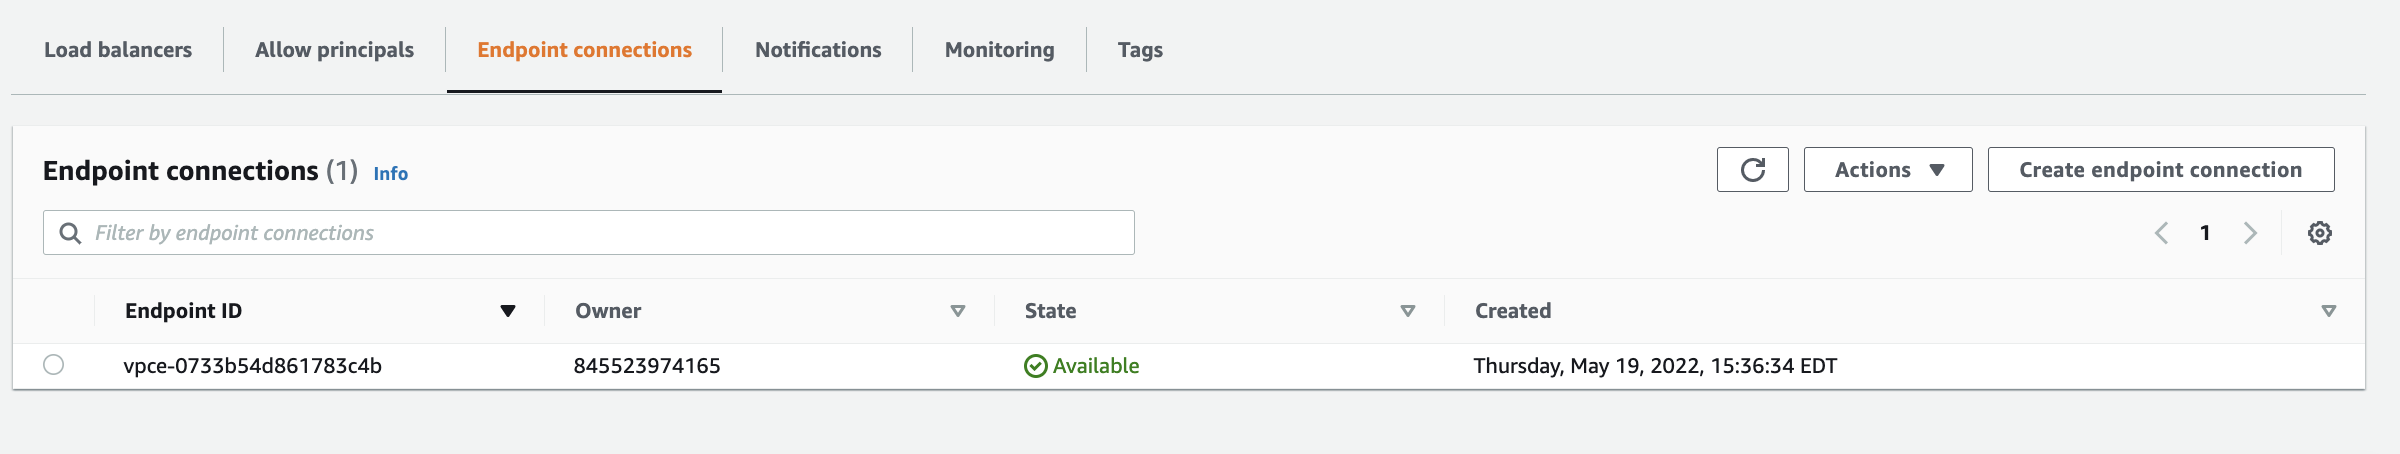 Load balancers Allow principals Endpoint connections Notifications Monitoring Tags
Endpoint connections (1) Info Actions Create endpoint connection
Filter by endpoint connections 1
Endpoint ID Owner State Created
vpce-0733b54d861783c4b 845523974165 Available Thursday, May 19, 2022, 15:36:34 EDT